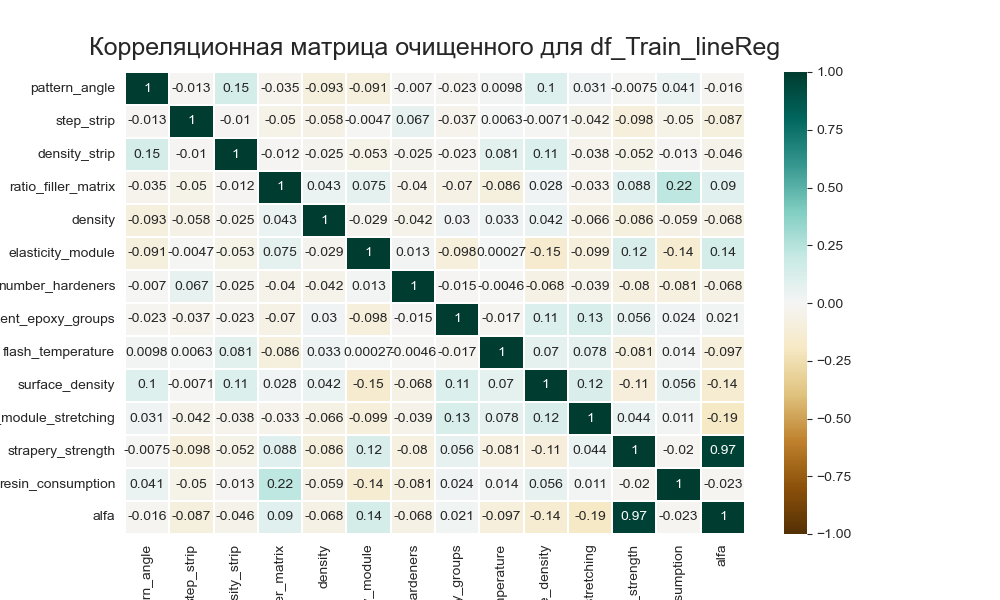 Корреляционная матрица очищенного для df_Train_lineReg
pattern_angle 1 -0.013 0.15 -0.035 -0.093 -0.091 -0.007 -0.023 0.0098 0.1 0.031 -0.0075 0.041 -0.016
step_strip -0.013 1 -0.01 -0.05 -0.058 -0.0047 0.067 -0.037 0.0063 -0.0071 -0.042 -0.098 -0.05 -0.087
density_strip 0.15 -0.01 1 -0.012 -0.025 -0.053 -0.025 -0.023 0.081 0.11 -0.038 -0.052 -0.013 -0.046
ratio_filler_matrix -0.035 -0.05 -0.012 1 0.043 0.075 -0.04 -0.07 -0.086 0.028 -0.033 0.088 0.22 0.09
density -0.093 -0.058 -0.025 0.043 1 -0.029 -0.042 0.03 0.033 0.042 -0.066 -0.086 -0.059 -0.068
elasticity_module -0.091 -0.0047 -0.053 0.075 -0.029 1 0.013 -0.098 0.00027 -0.15 -0.099 0.12 -0.14 0.14
number_hardeners -0.007 0.067 -0.025 -0.04 -0.042 0.013 1 -0.015 -0.0046 -0.068 -0.039 -0.08 -0.081 -0.068
ent_epoxy_groups -0.023 -0.037 -0.023 -0.07 0.03 -0.098 -0.015 1 -0.017 0.11 0.13 0.056 0.024 0.021
flash_temperature 0.0098 0.0063 0.081 -0.086 0.033 0.00027 -0.0046 -0.017 1 0.07 0.078 -0.081 0.014 -0.097
surface_density 0.1 -0.0071 0.11 0.028 0.042 -0.15 -0.068 0.11 0.07 1 0.12 -0.11 0.056 -0.14
_module_stretching 0.031 -0.042 -0.038 -0.033 -0.066 -0.099 -0.039 0.13 0.078 0.12 1 0.044 0.011 -0.19
strapery_strength -0.0075 -0.098 -0.052 0.088 -0.086 0.12 -0.08 0.056 -0.081 -0.11 0.044 1 -0.02 0.97
resin_consumption 0.041 -0.05 -0.013 0.22 -0.059 -0.14 -0.081 0.024 0.014 0.056 0.011 -0.02 1 -0.023
alfa -0.016 -0.087 -0.046 0.09 -0.068 0.14 -0.068 0.021 -0.097 -0.14 -0.19 0.97 -0.023 1
rn_angle
step_strip
sity_strip
er_matrix
density
y_module
ardeners
y_groups
nperature
e_density
stretching
_strength
sumption
alfa
1.00
0.75
0.50
0.25
0.00
−0.25
−0.50
−0.75
−1.00